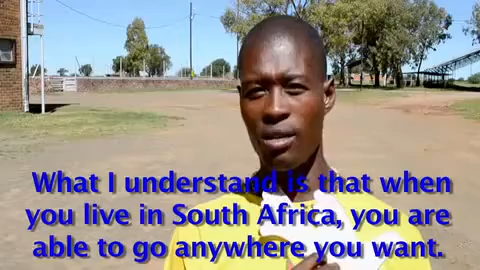 What I understand is that when
you live in South Africa, you are
able to go anywhere you want.